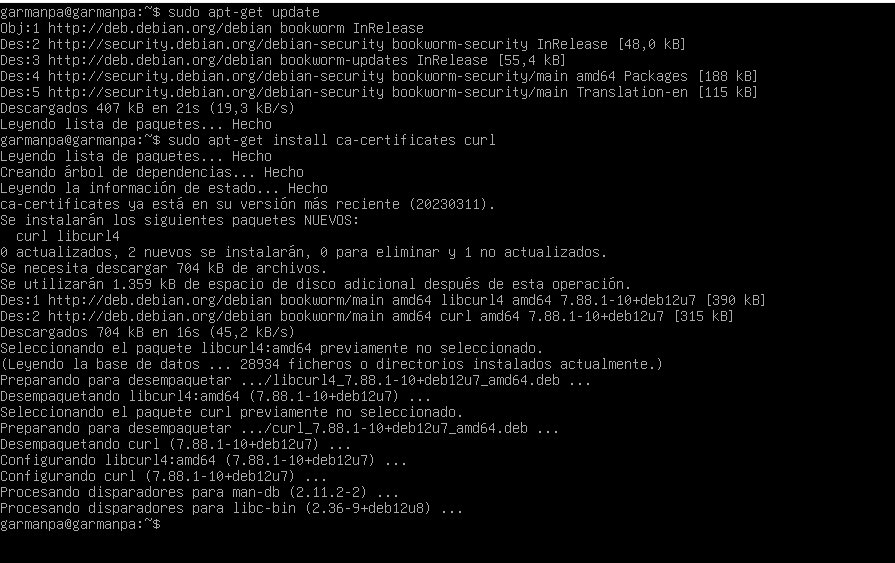 garmanpa@garmanpa:~$ sudo apt-get update
Obj:1 http://deb.debian.org/debian bookworm InRelease
Des:2 http://security.debian.org/debian-security bookworm-security InRelease [48,0 kB]
Des:3 http://deb.debian.org/debian bookworm-updates InRelease [55,4 kB]
Des:4 http://security.debian.org/debian-security bookworm-security/main amd64 Packages [188 kB]
Des:5 http://security.debian.org/debian-security bookworm-security/main Translation-en [115 kB]
Descargados 407 kB en 21s (19,3 kB/s)
Leyendo lista de paquetes... Hecho
garmanpa@garmanpa:~$ sudo apt-get install ca-certificates curl
Leyendo lista de paquetes... Hecho
Creando árbol de dependencias... Hecho
Leyendo la información de estado... Hecho
ca-certificates ya está en su versión más reciente (20230311).
Se instalarán los siguientes paquetes NUEVOS:
  curl libcurl4
0 actualizados, 2 nuevos se instalarán, 0 para eliminar y 1 no actualizados.
Se necesita descargar 704 kB de archivos.
Se utilizarán 1.359 kB de espacio de disco adicional después de esta operación.
Des:1 http://deb.debian.org/debian bookworm/main amd64 libcurl4 amd64 7.88.1-10+deb12u7 [390 kB]
Des:2 http://deb.debian.org/debian bookworm/main amd64 curl amd64 7.88.1-10+deb12u7 [315 kB]
Descargados 704 kB en 16s (45,2 kB/s)
Seleccionando el paquete libcurl4:amd64 previamente no seleccionado.
(Leyendo la base de datos ... 28934 ficheros o directorios instalados actualmente.)
Preparando para desempaquetar .../libcurl4_7.88.1-10+deb12u7_amd64.deb ...
Desempaquetando libcurl4:amd64 (7.88.1-10+deb12u7) ...
Seleccionando el paquete curl previamente no seleccionado.
Preparando para desempaquetar .../curl_7.88.1-10+deb12u7_amd64.deb ...
Desempaquetando curl (7.88.1-10+deb12u7) ...
Configurando libcurl4:amd64 (7.88.1-10+deb12u7) ...
Configurando curl (7.88.1-10+deb12u7) ...
Procesando disparadores para man-db (2.11.2-2) ...
Procesando disparadores para libc-bin (2.36-9+deb12u8) ...
garmanpa@garmanpa:~$